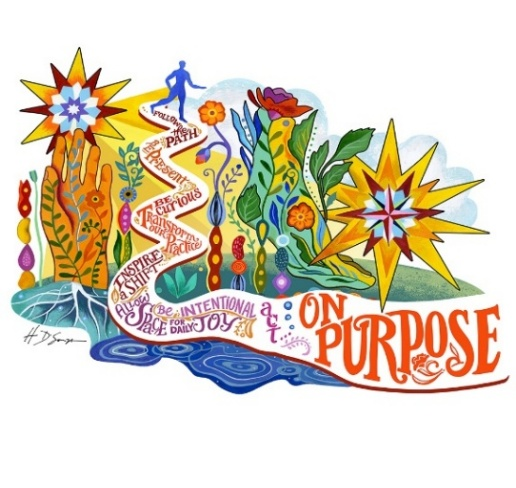 FOLLOW
THE
PATH
Be
PRESENT
BE
CURIOUS
TRANSFORM
OUR PRACTICE
INSPIRE
a SHIFT
ALLOW
SPACE
FOR
DAILY
JOY
BE INTENTIONAL
act
ON
PURPOSE